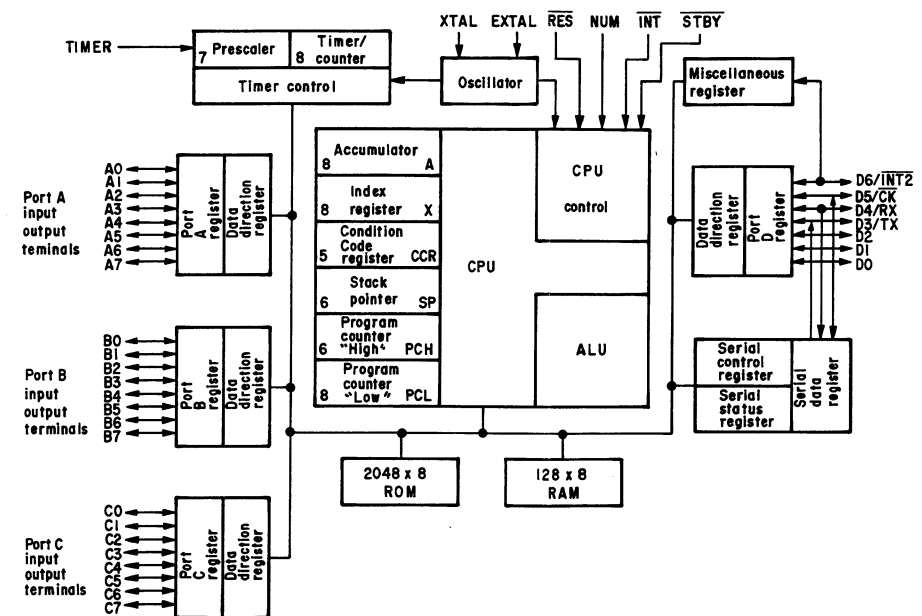 XTAL EXTAL R̅E̅S̅ NUM I̅N̅T̅ S̅T̅B̅Y̅
TIMER
7 Prescaler
8 Timer/
counter
Timer control
Oscillator
Miscellaneous
register
8 Accumulator A
8 Index
register X
5 Condition
Code
register CCR
6 Stack
pointer SP
6 Program
counter
"High" PCH
8 Program
counter
"Low" PCL
CPU
CPU
control
ALU
Port A
input
output
teminals
A0
A1
A2
A3
A4
A5
A6
A7
Port
A
register
Data
direction
register
Port B
input
output
terminals
B0
B1
B2
B3
B4
B5
B6
B7
Port
B
register
Data
direction
register
Port C
input
output
terminals
C0
C1
C2
C3
C4
C5
C6
C7
Port
C
register
Data
direction
register
Data
direction
register
Port
D
register
D6/I̅N̅T̅2̅
D5/C̅K̅
D4/RX
D3/TX
D2
D1
D0
Serial
control
register
Serial
status
register
Serial
data
register
2048 x 8
ROM
128 x 8
RAM